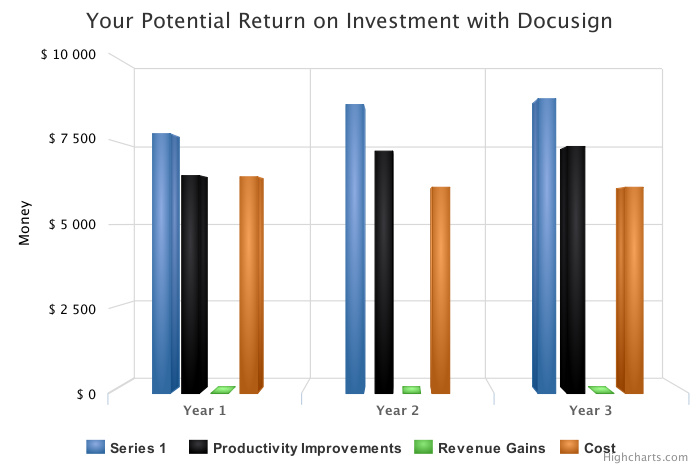 Your Potential Return on Investment with Docusign
$ 10 000
$ 7 500
$ 5 000
$ 2 500
$ 0
Money
Year 1
Year 2
Year 3
Series 1
Productivity Improvements
Revenue Gains
Cost
Highcharts.com